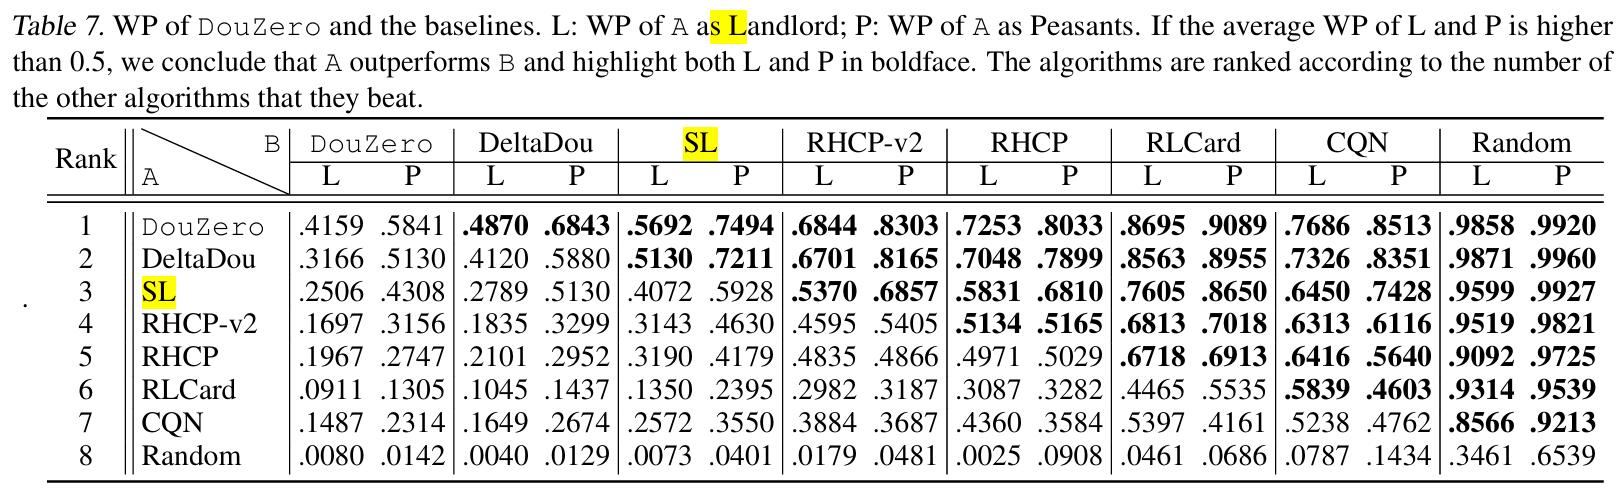 Table 7. WP of DouZero and the baselines. L: WP of A as Landlord; P: WP of A as Peasants. If the average WP of L and P is higher
than 0.5, we conclude that A outperforms B and highlight both L and P in boldface. The algorithms are ranked according to the number of
the other algorithms that they beat.
Rank A B DouZero DeltaDou SL RHCP-v2 RHCP RLCard CQN Random
L P L P L P L P L P L P L P L P
1 DouZero .4159 .5841 .4870 .6843 .5692 .7494 .6844 .8303 .7253 .8033 .8695 .9089 .7686 .8513 .9858 .9920
2 DeltaDou .3166 .5130 .4120 .5880 .5130 .7211 .6701 .8165 .7048 .7899 .8563 .8955 .7326 .8351 .9871 .9960
3 SL .2506 .4308 .2789 .5130 .4072 .5928 .5370 .6857 .5831 .6810 .7605 .8650 .6450 .7428 .9599 .9927
4 RHCP-v2 .1697 .3156 .1835 .3299 .3143 .4630 .4595 .5405 .5134 .5165 .6813 .7018 .6313 .6116 .9519 .9821
5 RHCP .1967 .2747 .2101 .2952 .3190 .4179 .4835 .4866 .4971 .5029 .6718 .6913 .6416 .5640 .9092 .9725
6 RLCard .0911 .1305 .1045 .1437 .1350 .2395 .2982 .3187 .3087 .3282 .4465 .5535 .5839 .4603 .9314 .9539
7 CQN .1487 .2314 .1649 .2674 .2572 .3550 .3884 .3687 .4360 .3584 .5397 .4161 .5238 .4762 .8566 .9213
8 Random .0080 .0142 .0040 .0129 .0073 .0401 .0179 .0481 .0025 .0908 .0461 .0686 .0787 .1434 .3461 .6539